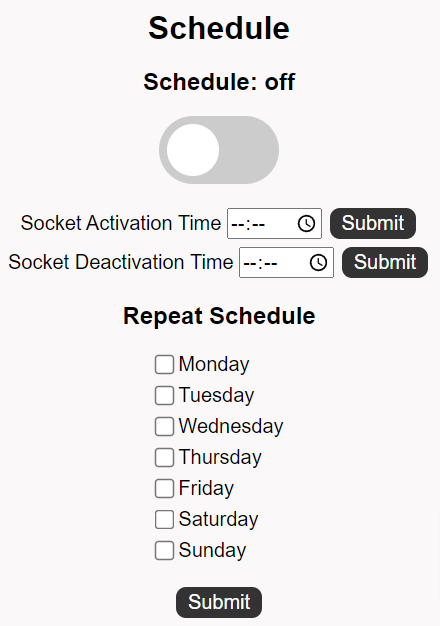 Schedule
Schedule: off
Socket Activation Time --:-- Submit
Socket Deactivation Time --:-- Submit
Repeat Schedule
Monday
Tuesday
Wednesday
Thursday
Friday
Saturday
Sunday
Submit